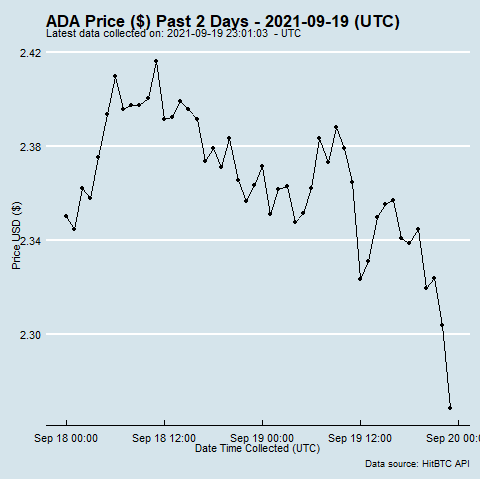 ADA Price ($) Past 2 Days - 2021-09-19 (UTC)
Latest data collected on: 2021-09-19 23:01:03 - UTC
2.42
2.38
2.34
2.30
Price USD ($)
Sep 18 00:00 Sep 18 12:00 Sep 19 00:00 Sep 19 12:00 Sep 20 00
Date Time Collected (UTC)
Data source: HitBTC API